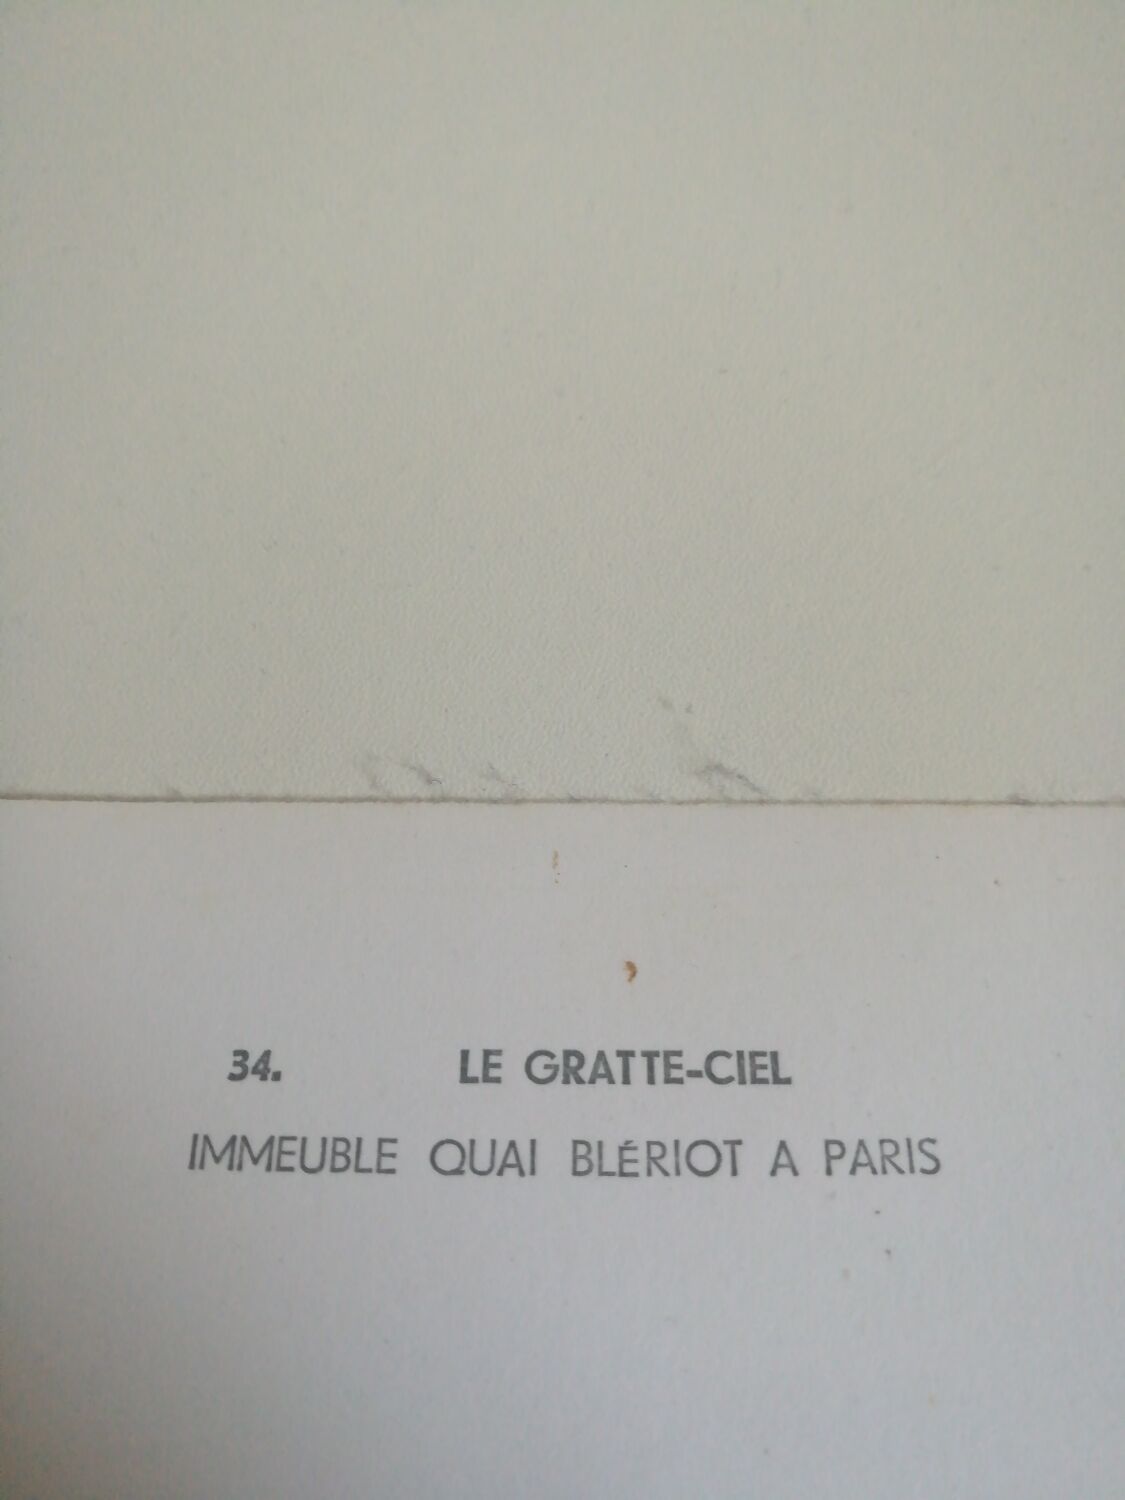 34. LE GRATTE-CIEL
IMMEUBLE QUAI BLÉRIOT A PARIS